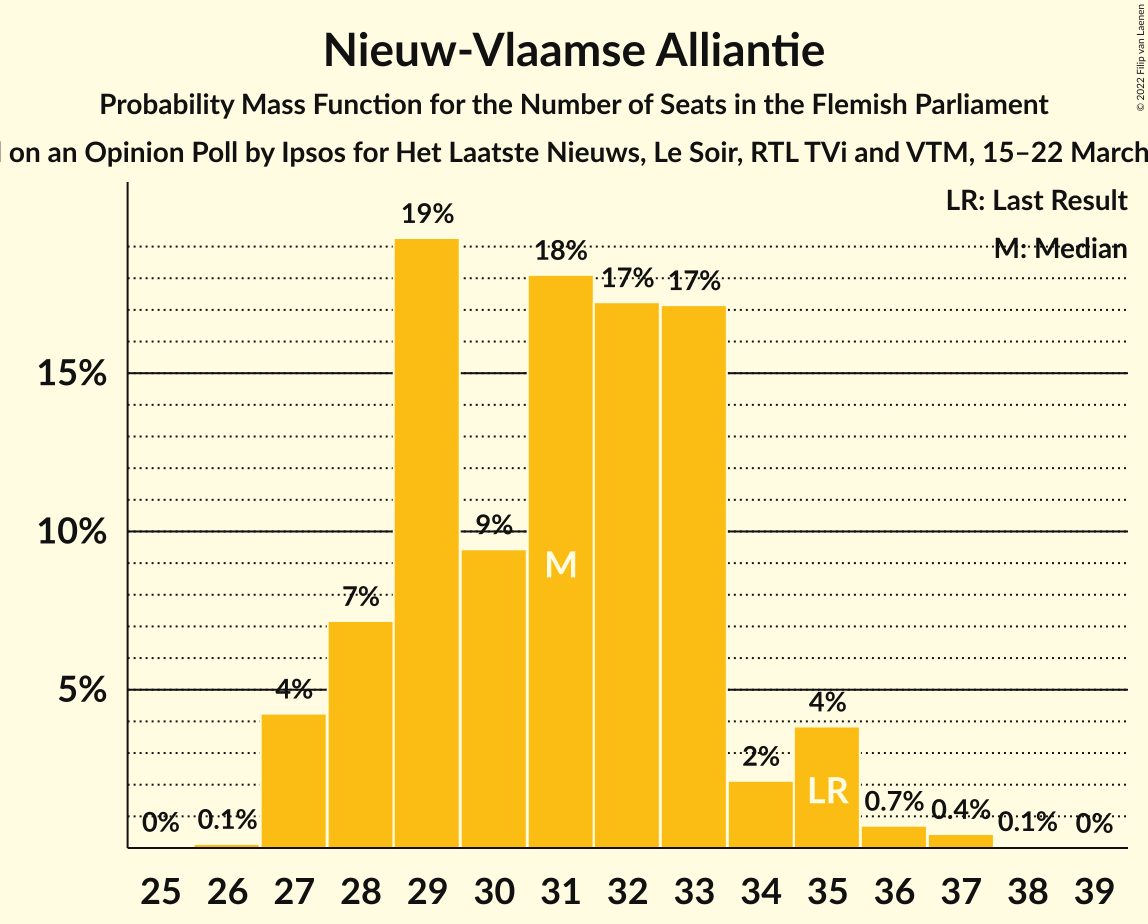 Nieuw-Vlaamse Alliantie
Probability Mass Function for the Number of Seats in the Flemish Parliament
on an Opinion Poll by Ipsos for Het Laatste Nieuws, Le Soir, RTL TVi and VTM, 15–22 March
© 2022 Filip van Laenen
LR: Last Result
M: Median
19%
18%
17%
17%
15%
10%
9%
M
7%
5%
4%
4%
2%
LR
0%
0.1%
0.7%
0.4%
0.1%
0%
25 26 27 28 29 30 31 32 33 34 35 36 37 38 39